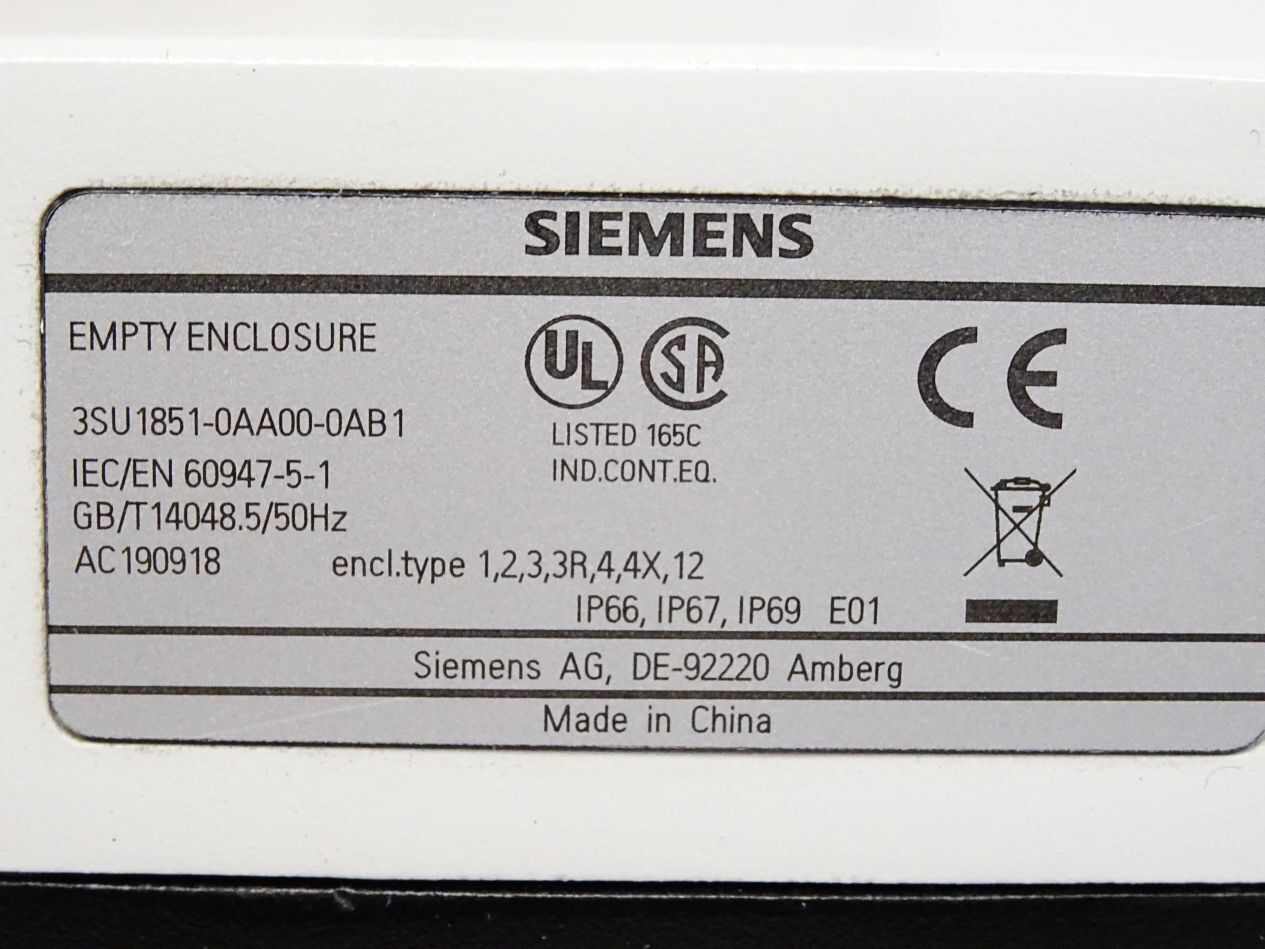 SIEMENS
EMPTY ENCLOSURE
UL SA
CE
3SU1851-0AA00-0AB1
LISTED 165C
IEC/EN 60947-5-1
IND.CONT.EQ.
GB/T14048.5/50Hz
AC190918 encl.type 1,2,3,3R,4,4X,12
IP66, IP67, IP69 E01
Siemens AG, DE-92220 Amberg
Made in China